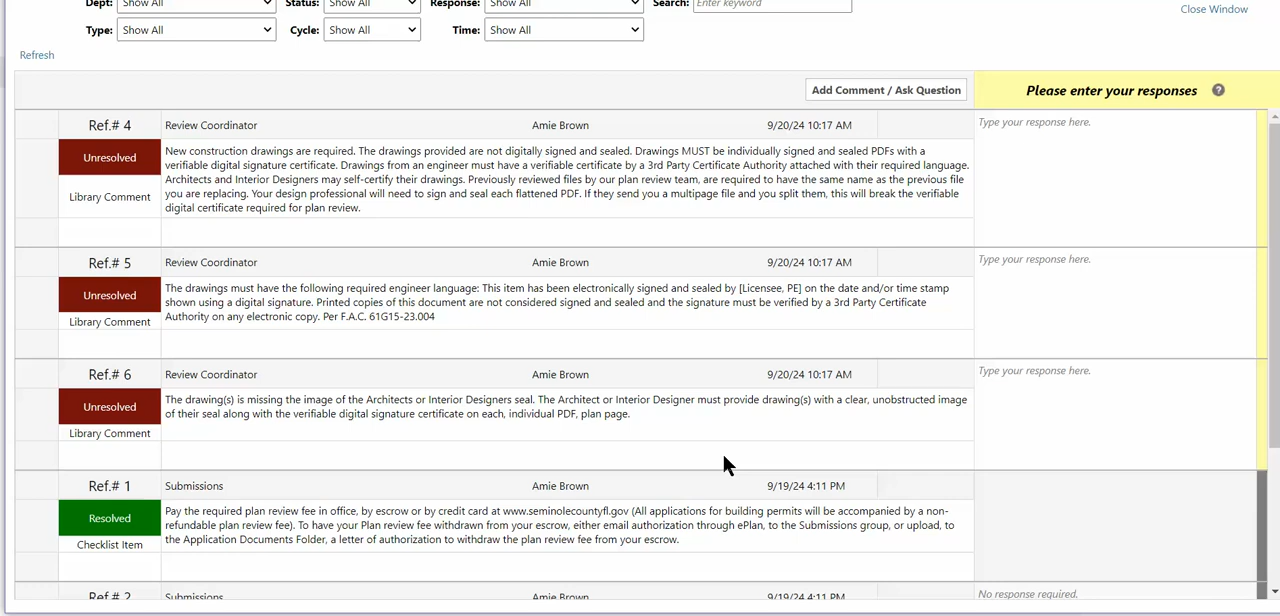 Dept: Show All Status: Show All Response: Show All Search: Enter keyword
Close Window
Type: Show All Cycle: Show All Time: Show All
Refresh
Add Comment / Ask Question
Please enter your responses ?
Ref.# 4 Review Coordinator Amie Brown 9/20/24 10:17 AM
Type your response here.
Unresolved
Library Comment
New construction drawings are required. The drawings provided are not digitally signed and sealed. Drawings MUST be individually signed and sealed PDFs with a
verifiable digital signature certificate. Drawings from an engineer must have a verifiable certificate by a 3rd Party Certificate Authority attached with their required language.
Architects and Interior Designers may self-certify their drawings. Previously reviewed files by our plan review team, are required to have the same name as the previous file
you are replacing. Your design professional will need to sign and seal each flattened PDF. If they send you a multipage file and you split them, this will break the verifiable
digital certificate required for plan review.
Ref.# 5 Review Coordinator Amie Brown 9/20/24 10:17 AM
Type your response here.
Unresolved
Library Comment
The drawings must have the following required engineer language: This item has been electronically signed and sealed by [Licensee, PE] on the date and/or time stamp
shown using a digital signature. Printed copies of this document are not considered signed and sealed and the signature must be verified by a 3rd Party Certificate
Authority on any electronic copy. Per F.A.C. 61G15-23.004
Ref.# 6 Review Coordinator Amie Brown 9/20/24 10:17 AM
Type your response here.
Unresolved
Library Comment
The drawing(s) is missing the image of the Architects or Interior Designers seal. The Architect or Interior Designer must provide drawing(s) with a clear, unobstructed image
of their seal along with the verifiable digital signature certificate on each, individual PDF, plan page.
Ref.# 1 Submissions Amie Brown 9/19/24 4:11 PM
Resolved
Checklist Item
Pay the required plan review fee in office, by escrow or by credit card at www.seminolecountyfl.gov (All applications for building permits will be accompanied by a non-
refundable plan review fee). To have your Plan review fee withdrawn from your escrow, either email authorization through ePlan, to the Submissions group, or upload, to
the Application Documents Folder, a letter of authorization to withdraw the plan review fee from your escrow.
Ref.# 2 Submissions Amie Brown 9/19/24 4:11 PM
No response required.